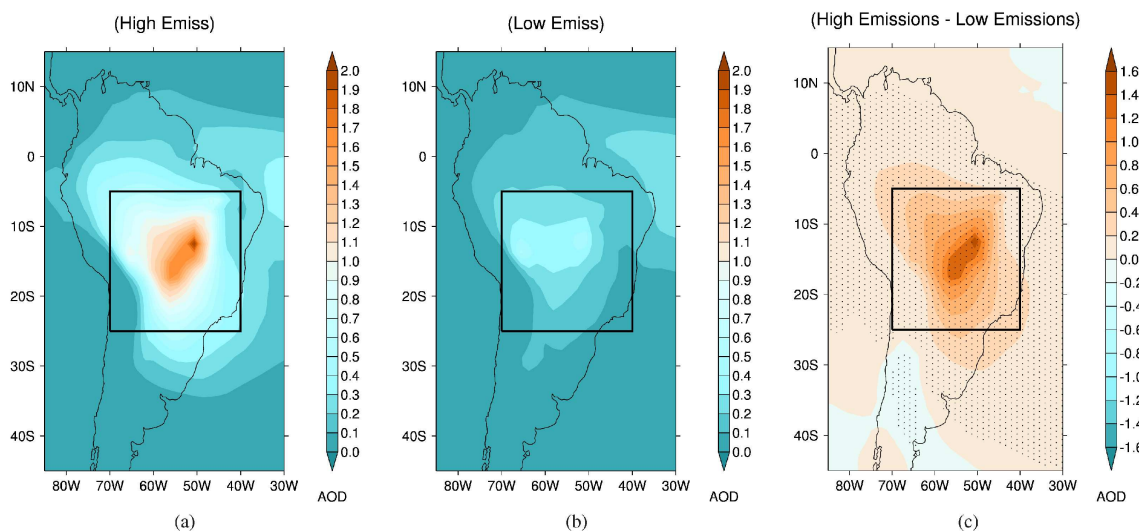 (High Emiss)
10N
0
10S
20S
30S
40S
80W 70W 60W 50W 40W 30W
2.0
1.9
1.8
1.7
1.6
1.5
1.4
1.3
1.2
1.1
1.0
0.9
0.8
0.7
0.6
0.5
0.4
0.3
0.2
0.1
0.0
AOD
(a)
(Low Emiss)
10N
0
10S
20S
30S
40S
80W 70W 60W 50W 40W 30W
2.0
1.9
1.8
1.7
1.6
1.5
1.4
1.3
1.2
1.1
1.0
0.9
0.8
0.7
0.6
0.5
0.4
0.3
0.2
0.1
0.0
AOD
(b)
(High Emissions - Low Emissions)
10N
0
10S
20S
30S
40S
80W 70W 60W 50W 40W 30W
1.6
1.4
1.2
1.0
0.8
0.6
0.4
0.2
0.0
-0.2
-0.4
-0.6
-0.8
-1.0
-1.2
-1.4
-1.6
AOD
(c)